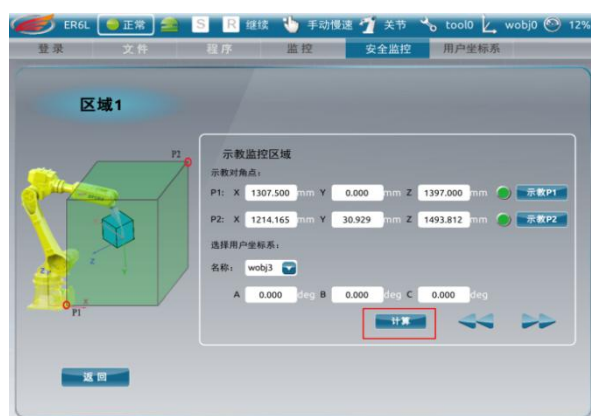 ER6L 正常 S R 继续 手动慢速 关节 tool0 wobj0 12%
登录 文件 程序 监控 安全监控 用户坐标系
区域1
P2
示教监控区域
示教对角点：
P1: X 1307.500 mm Y 0.000 mm Z 1397.000 mm 示教P1
P2: X 1214.165 mm Y 30.929 mm Z 1493.812 mm 示教P2
选择用户坐标系：
名称： wobj3
A 0.000 deg B 0.000 deg C 0.000 deg
计算
z
Y
Z
X
P1
返回